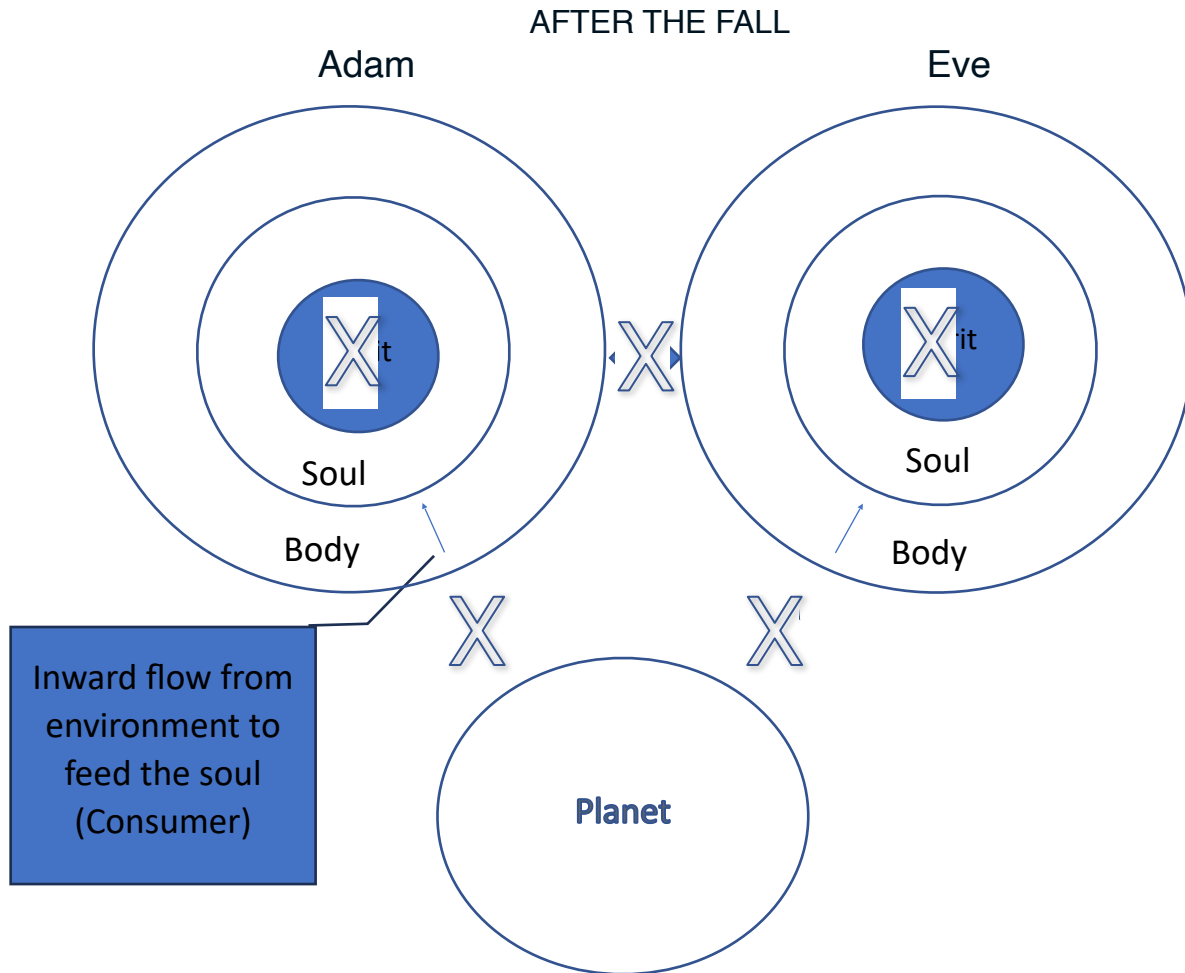 AFTER THE FALL
Adam
Eve
X
it
X
X
rit
Soul
Soul
Body
Body
X
X
Inward flow from
environment to
feed the soul
(Consumer)
Planet